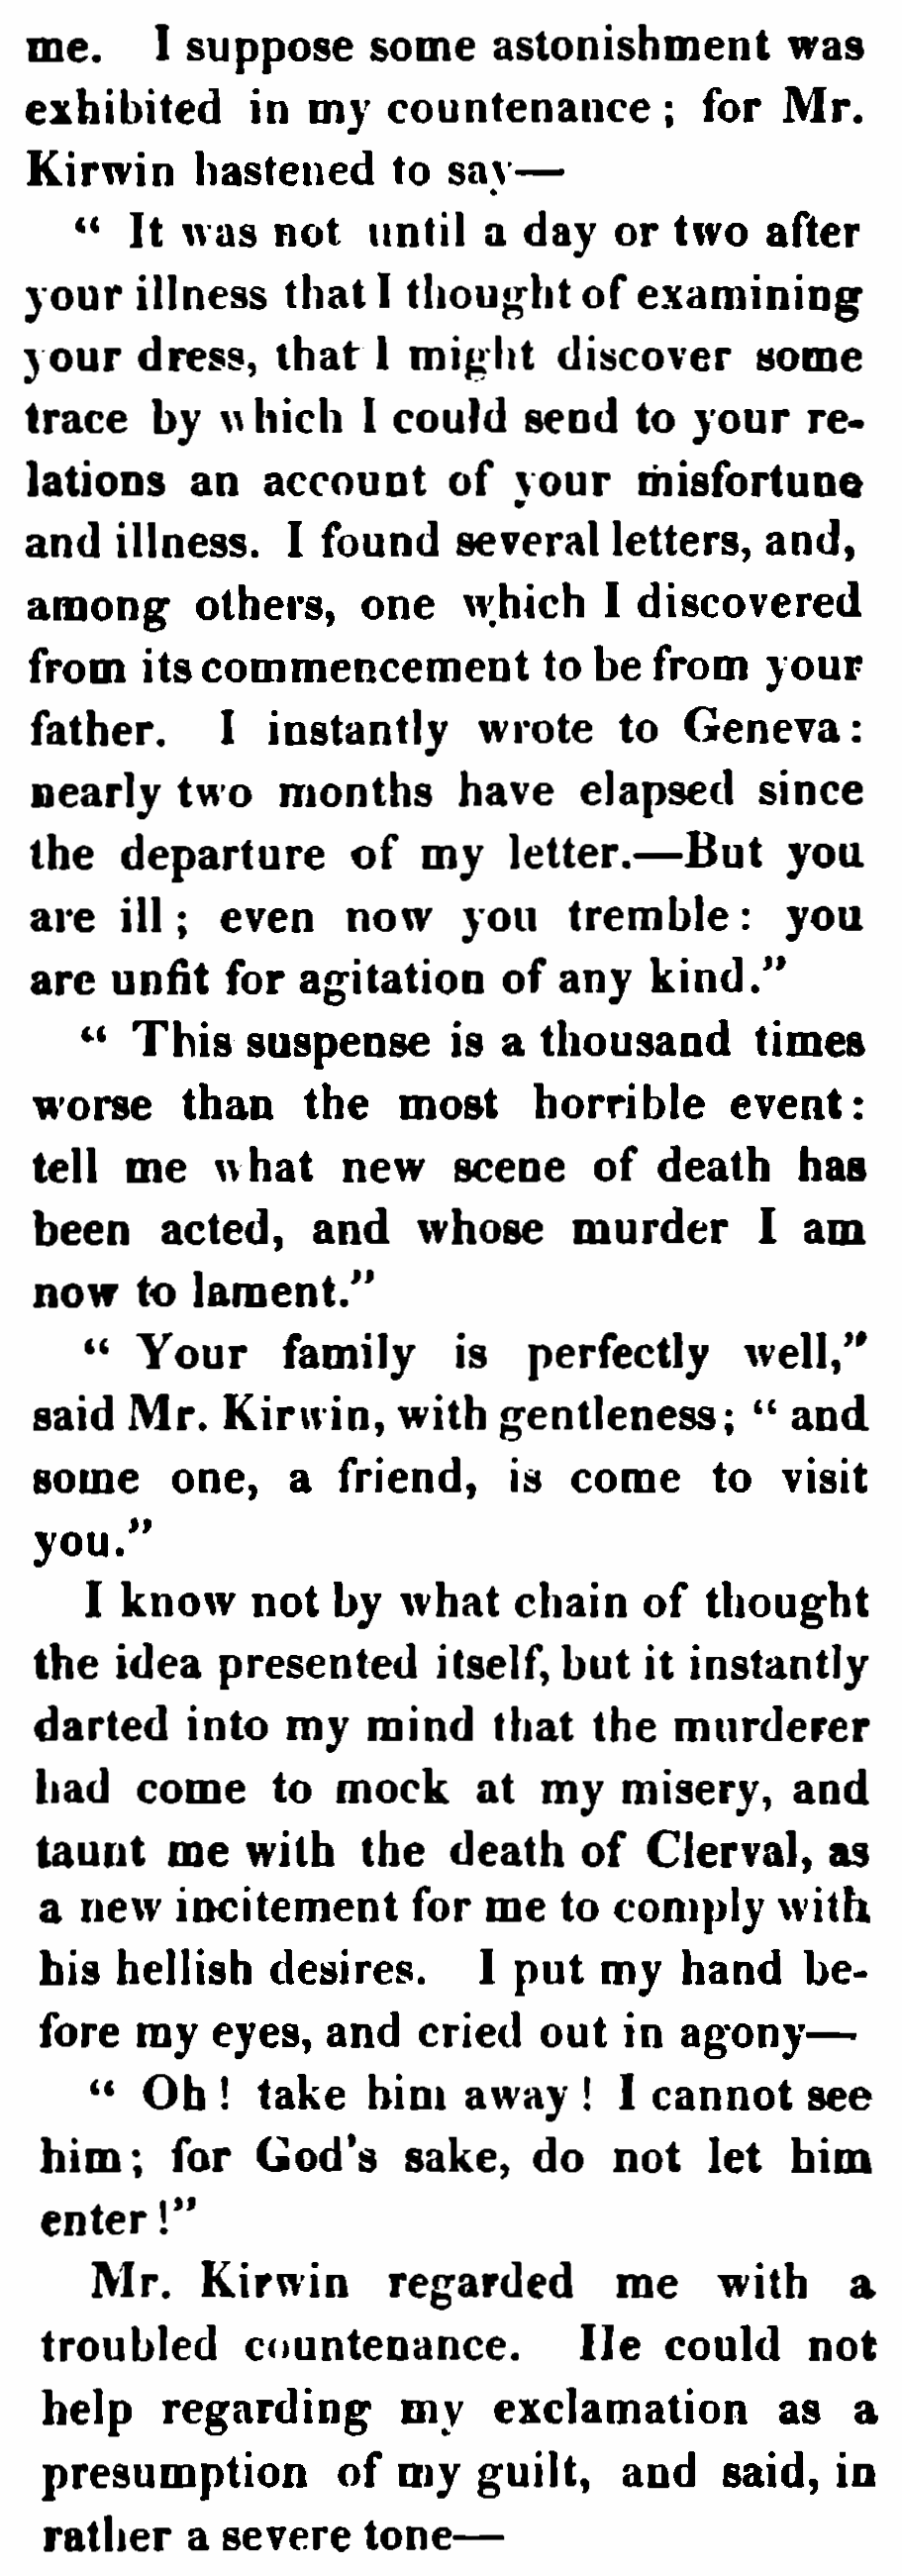 me. I suppose some astonishment was
exhibited in my countenance; for Mr.
Kirwin hastened to say—
“ It was not until a day or two after
your illness that I thought of examining
your dress, that I might discover some
trace by which I could send to your re-
lations an account of your misfortune
and illness. I found several letters, and,
among others, one which I discovered
from its commencement to be from your
father. I instantly wrote to Geneva:
nearly two months have elapsed since
the departure of my letter.—But you
are ill; even now you tremble: you
are unfit for agitation of any kind.”
“ This suspense is a thousand times
worse than the most horrible event:
tell me what new scene of death has
been acted, and whose murder I am
now to lament.”
“ Your family is perfectly well,”
said Mr. Kirwin, with gentleness; “ and
some one, a friend, is come to visit
you.”
I know not by what chain of thought
the idea presented itself, but it instantly
darted into my mind that the murderer
had come to mock at my misery, and
taunt me with the death of Clerval, as
a new incitement for me to comply with
his hellish desires. I put my hand be-
fore my eyes, and cried out in agony—
“ Oh! take him away! I cannot see
him; for God's sake, do not let him
enter!”
Mr. Kirwin regarded me with a
troubled countenance. He could not
help regarding my exclamation as a
presumption of my guilt, and said, in
rather a severe tone—